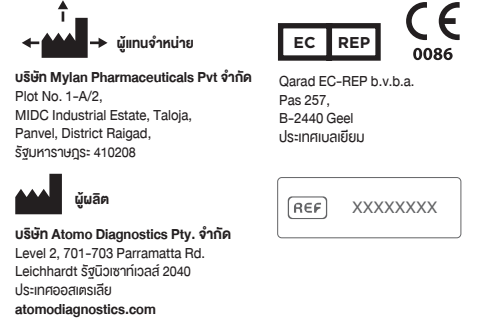 ผู้แทนจำหน่าย
บริษัท Mylan Pharmaceuticals Pvt จำกัด
Plot No. 1-A/2,
MIDC Industrial Estate, Taloja,
Panvel, District Raigad,
รัฐมหาราษฎระ 410208
ผู้ผลิต
บริษัท Atomo Diagnostics Pty. จำกัด
Level 2, 701-703 Parramatta Rd.
Leichhardt รัฐนิวเซาท์เวลส์ 2040
ประเทศออสเตรเลีย
atomodiagnostics.com
EC REP
CE
0086
Qarad EC-REP b.v.b.a.
Pas 257,
B-2440 Geel
ประเทศเบลเยียม
REF XXXXXXXX